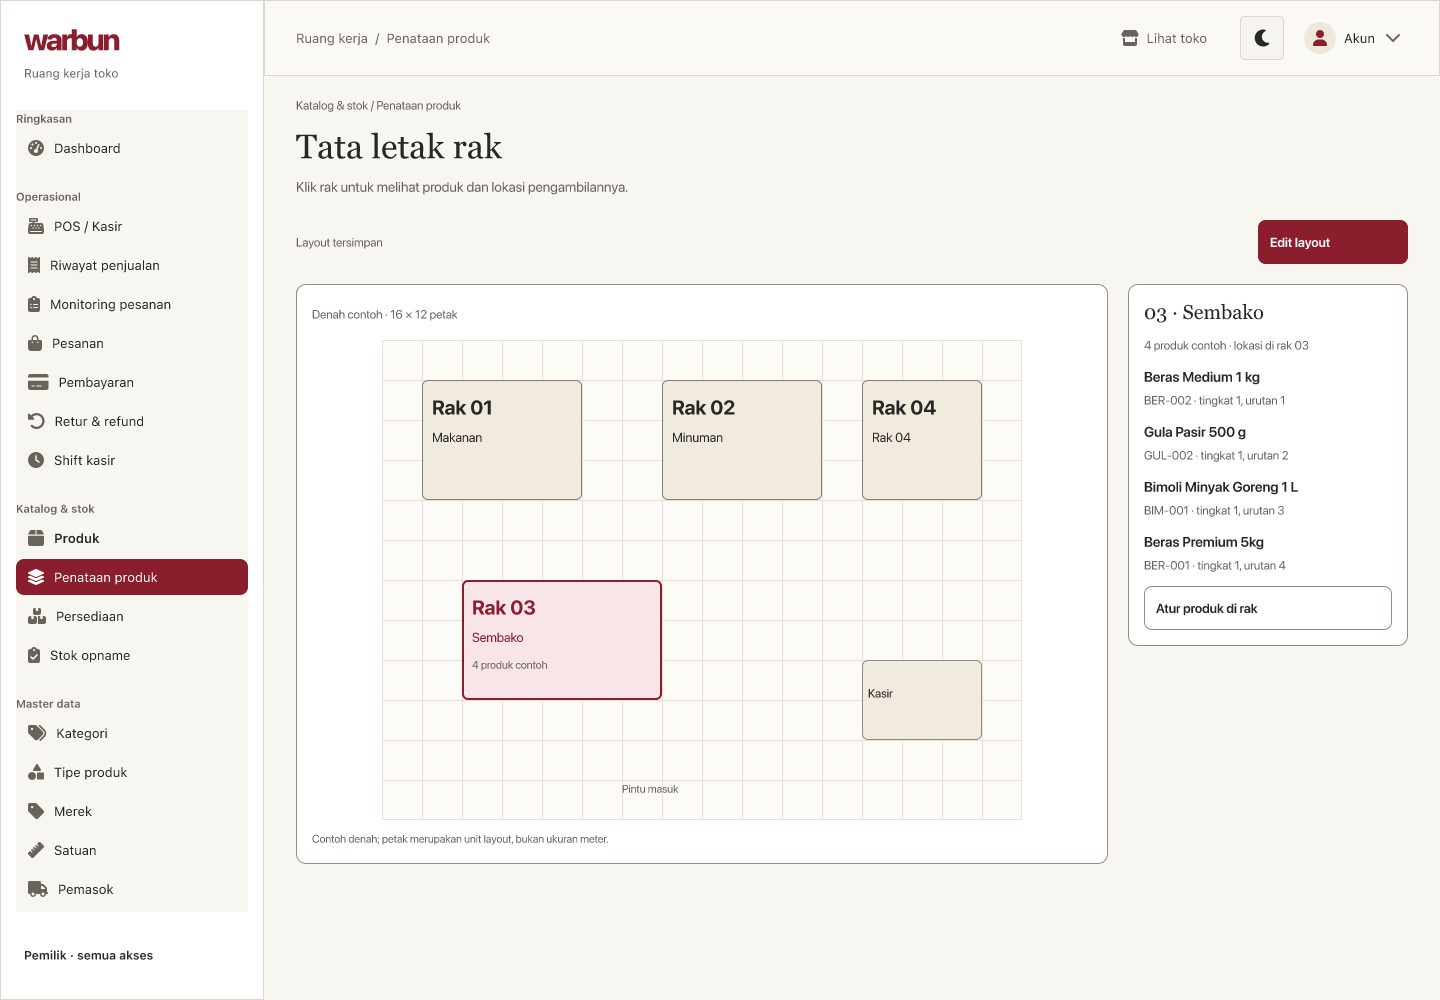 warbun
Ruang kerja toko
Ringkasan
Dashboard
Operasional
POS / Kasir
Riwayat penjualan
Monitoring pesanan
Pesanan
Pembayaran
Retur & refund
Shift kasir
Katalog & stok
Produk
Penataan produk
Persediaan
Stok opname
Master data
Kategori
Tipe produk
Merek
Satuan
Pemasok
Pemilik · semua akses
Ruang kerja / Penataan produk
Lihat toko
Akun
Katalog & stok / Penataan produk
Tata letak rak
Klik rak untuk melihat produk dan lokasi pengambilannya.
Layout tersimpan
Edit layout
Denah contoh · 16 × 12 petak
Rak 01
Makanan
Rak 02
Minuman
Rak 04
Rak 04
Rak 03
Sembako
4 produk contoh
Kasir
Pintu masuk
Contoh denah; petak merupakan unit layout, bukan ukuran meter.
03 · Sembako
4 produk contoh · lokasi di rak 03
Beras Medium 1 kg
BER-002 · tingkat 1, urutan 1
Gula Pasir 500 g
GUL-002 · tingkat 1, urutan 2
Bimoli Minyak Goreng 1 L
BIM-001 · tingkat 1, urutan 3
Beras Premium 5kg
BER-001 · tingkat 1, urutan 4
Atur produk di rak